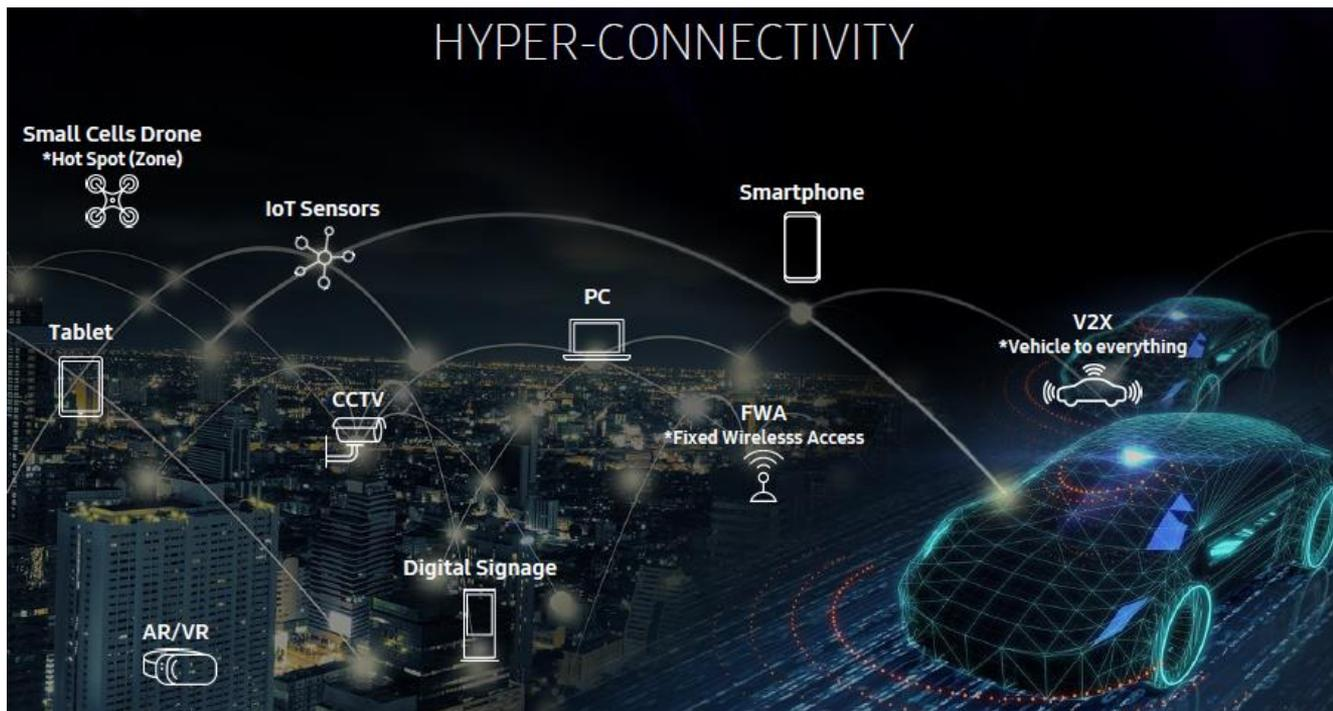 HYPER-CONNECTIVITY
Small Cells Drone
*Hot Spot (Zone)
IoT Sensors
Smartphone
PC
V2X
*Vehicle to everything
Tablet
CCTV
FWA
*Fixed Wirelesss Access
Digital Signage
AR/VR